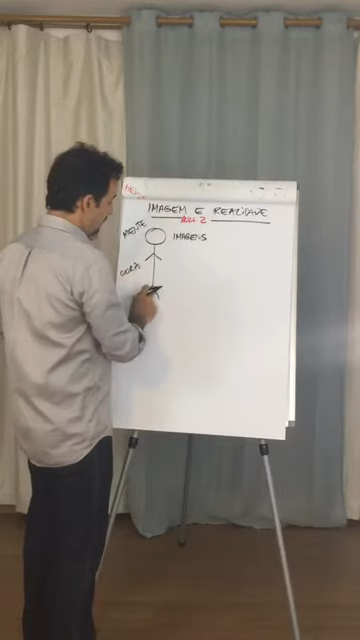 IMAGEM E REALIDADE
AULA 2
MENTE
IMAGENS
CORPO